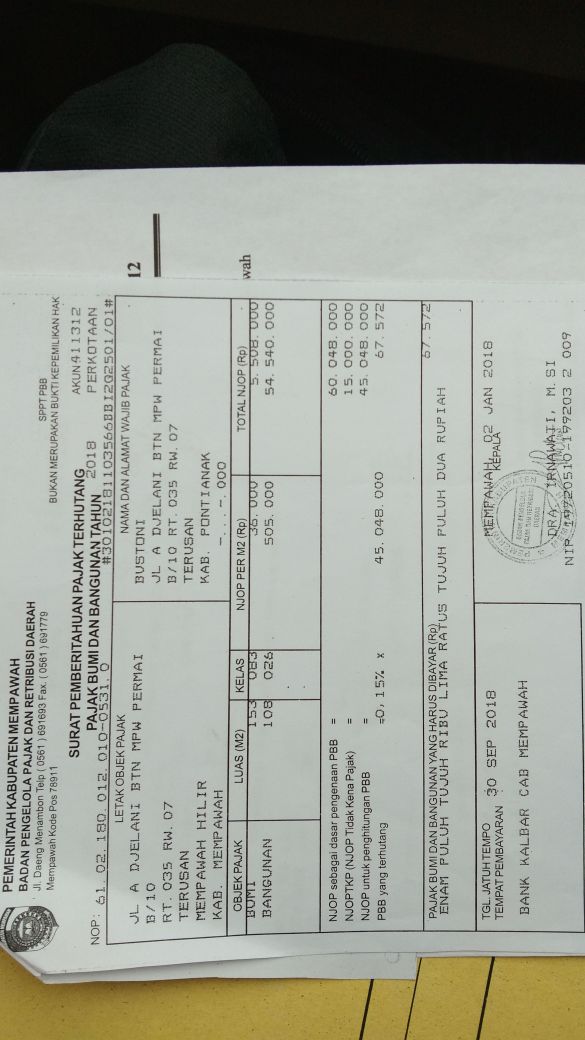 PEMERINTAH KABUPATEN MEMPAWAH
BADAN PENGELOLA PAJAK DAN RETRIBUSI DAERAH
Jl. Daeng Menambon Telp ( 0561 ) 691693 Fax. ( 0561 ) 691779
Mempawah Kode Pos 78911
SPPT PBB
BUKAN MERUPAKAN BUKTI KEPEMILIKAN HAK
SURAT PEMBERITAHUAN PAJAK TERHUTANG
AKUN 411312
PAJAK BUMI DAN BANGUNAN TAHUN 2018 PERKOTAAN
NOP : 61. 02. 180. 012. 010-0531. 0 #3010218110356688I2G2501/01#
LETAK OBJEK PAJAK
JL. A DJELANI BTN MPW PERMAI
B/10
RT. 035 RW. 07
TERUSAN
MEMPAWAH HILIR
KAB. MEMPAWAH
NAMA DAN ALAMAT WAJIB PAJAK
BUSTONI
JL A DJELANI BTN MPW PERMAI
B/10 RT. 035 RW. 07
TERUSAN
KAB. PONTIANAK
-. . . -. 000
OBJEK PAJAK LUAS (M2) KELAS NJOP PER M2 (Rp) TOTAL NJOP (Rp)
BUMI 153 083 36. 000 5. 508. 000
BANGUNAN 108 026 505. 000 54. 540. 000
NJOP sebagai dasar pengenaan PBB = 60. 048. 000
NJOPTKP (NJOP Tidak Kena Pajak) = 15. 000. 000
NJOP untuk penghitungan PBB = 45. 048. 000
PBB yang terhutang =0, 15% x 45. 048. 000 67. 572
PAJAK BUMI DAN BANGUNAN YANG HARUS DIBAYAR (Rp) 67. 572
ENAM PULUH TUJUH RIBU LIMA RATUS TUJUH PULUH DUA RUPIAH
TGL. JATUH TEMPO : 30 SEP 2018
TEMPAT PEMBAYARAN :
BANK KALBAR CAB MEMPAWAH
MEMPAWAH, 02 JAN 2018
KEPALA
DRA. IRNAWATI, M. SI
NIP. 19720510-199203 2 009
12
wah